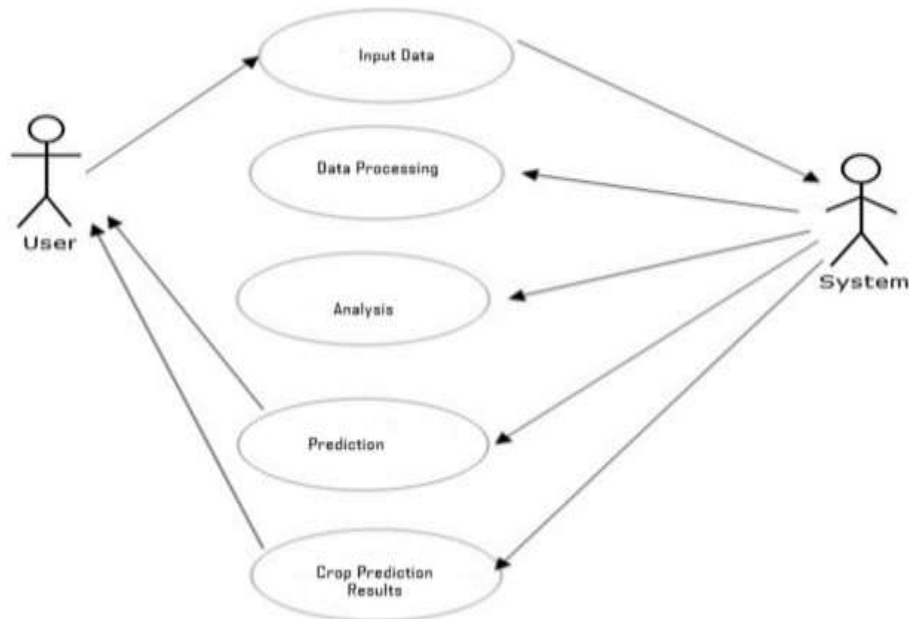 Input Data
Data Processing
User
System
Analysis
Prediction
Crop Prediction
Results